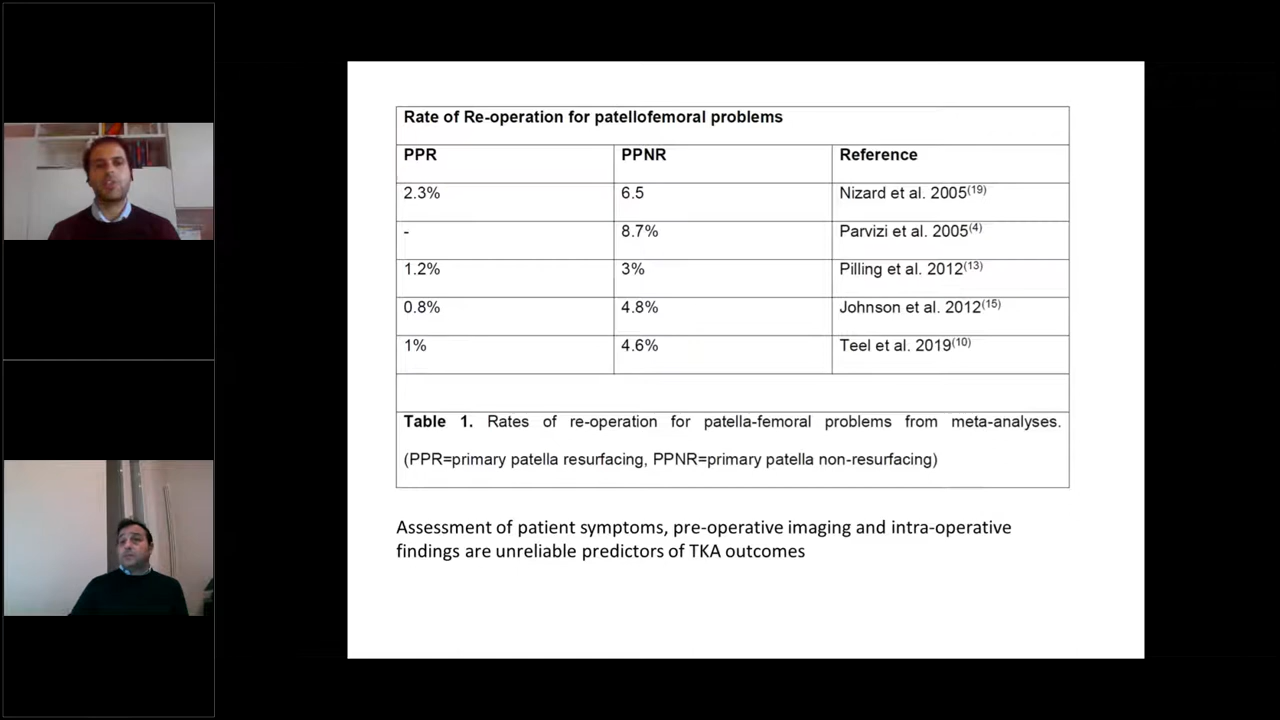 Rate of Re-operation for patellofemoral problems
PPR PPNR Reference
2.3% 6.5 Nizard et al. 2005(19)
- 8.7% Parvizi et al. 2005(4)
1.2% 3% Pilling et al. 2012(13)
0.8% 4.8% Johnson et al. 2012(15)
1% 4.6% Teel et al. 2019(10)
Table 1. Rates of re-operation for patella-femoral problems from meta-analyses.
(PPR=primary patella resurfacing, PPNR=primary patella non-resurfacing)
Assessment of patient symptoms, pre-operative imaging and intra-operative
findings are unreliable predictors of TKA outcomes